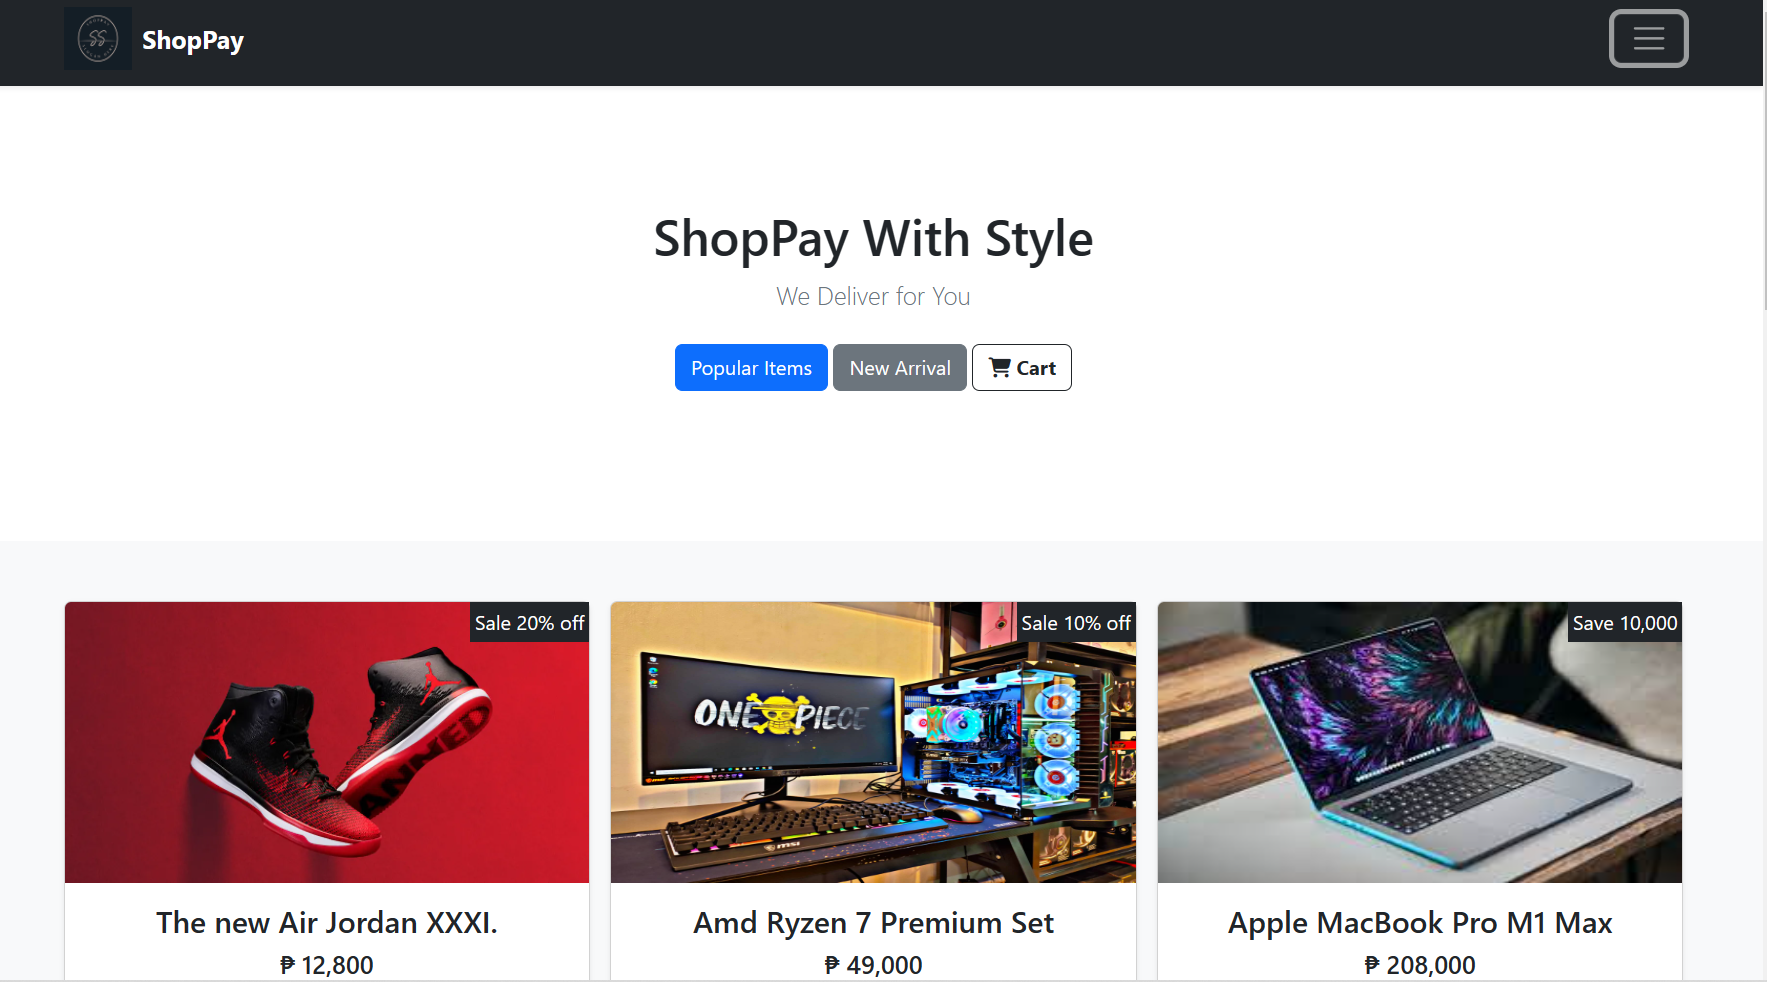 ShopPay
ShopPay With Style
We Deliver for You
Popular Items
New Arrival
Cart
Sale 20% off
Sale 10% off
Save 10,000
ONE PIECE
msi
The new Air Jordan XXXI.
Amd Ryzen 7 Premium Set
Apple MacBook Pro M1 Max
₱ 12,800
₱ 49,000
₱ 208,000